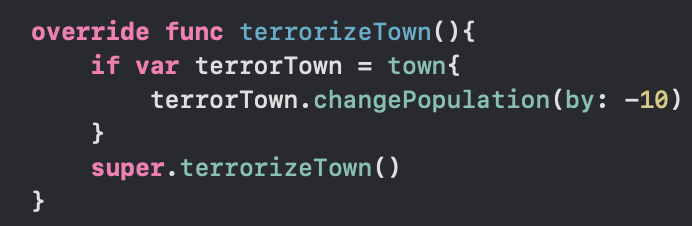 override func terrorizeTown(){
    if var terrorTown = town{
        terrorTown.changePopulation(by: -10)
    }
    super.terrorizeTown()
}